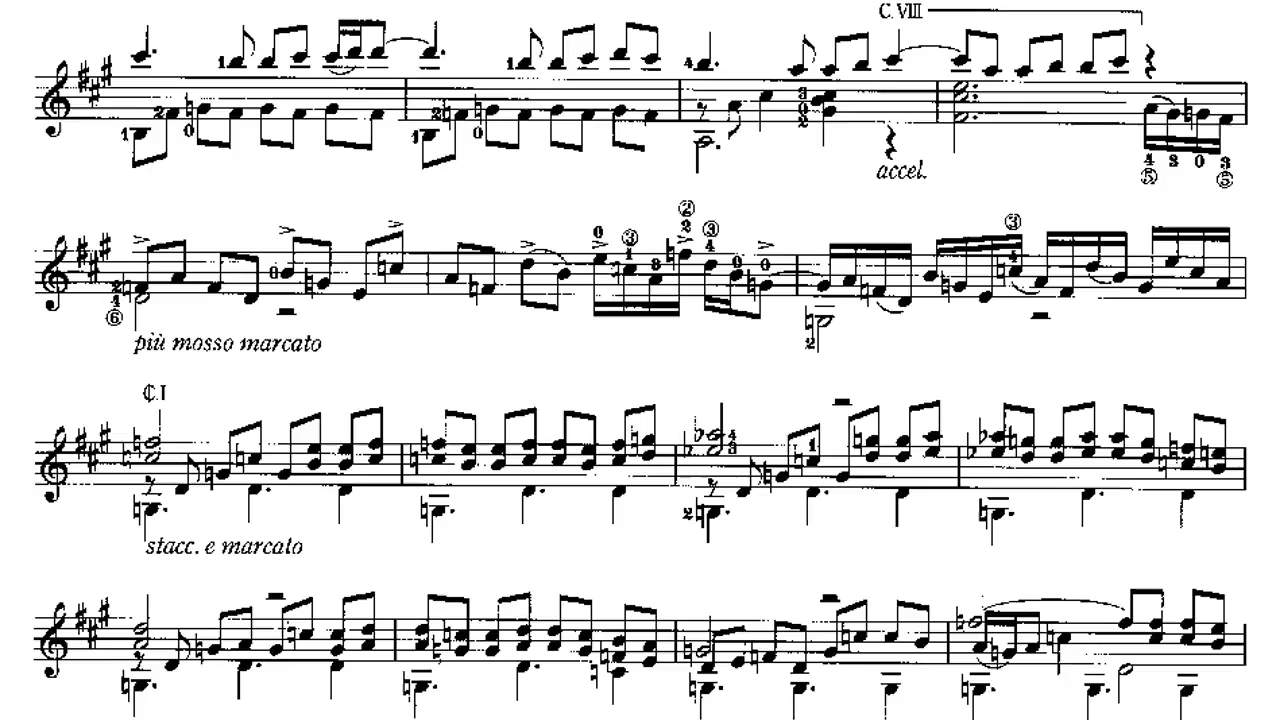 C. VIII
accel.
più mosso marcato
₵. I
stacc. e marcato